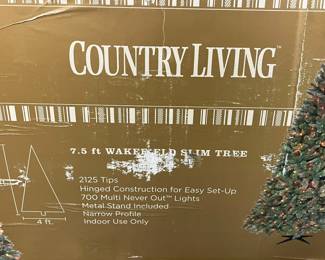 COUNTRY LIVING™
7.5 ft WAKEFIELD SLIM TREE
2125 Tips
Hinged Construction for Easy Set-Up
700 Multi Never Out™ Lights
Metal Stand Included
Narrow Profile
Indoor Use Only
4 ft.